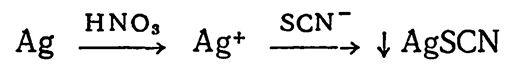 Ag HNO₃ → Ag⁺ SCN⁻ → ↓ AgSCN